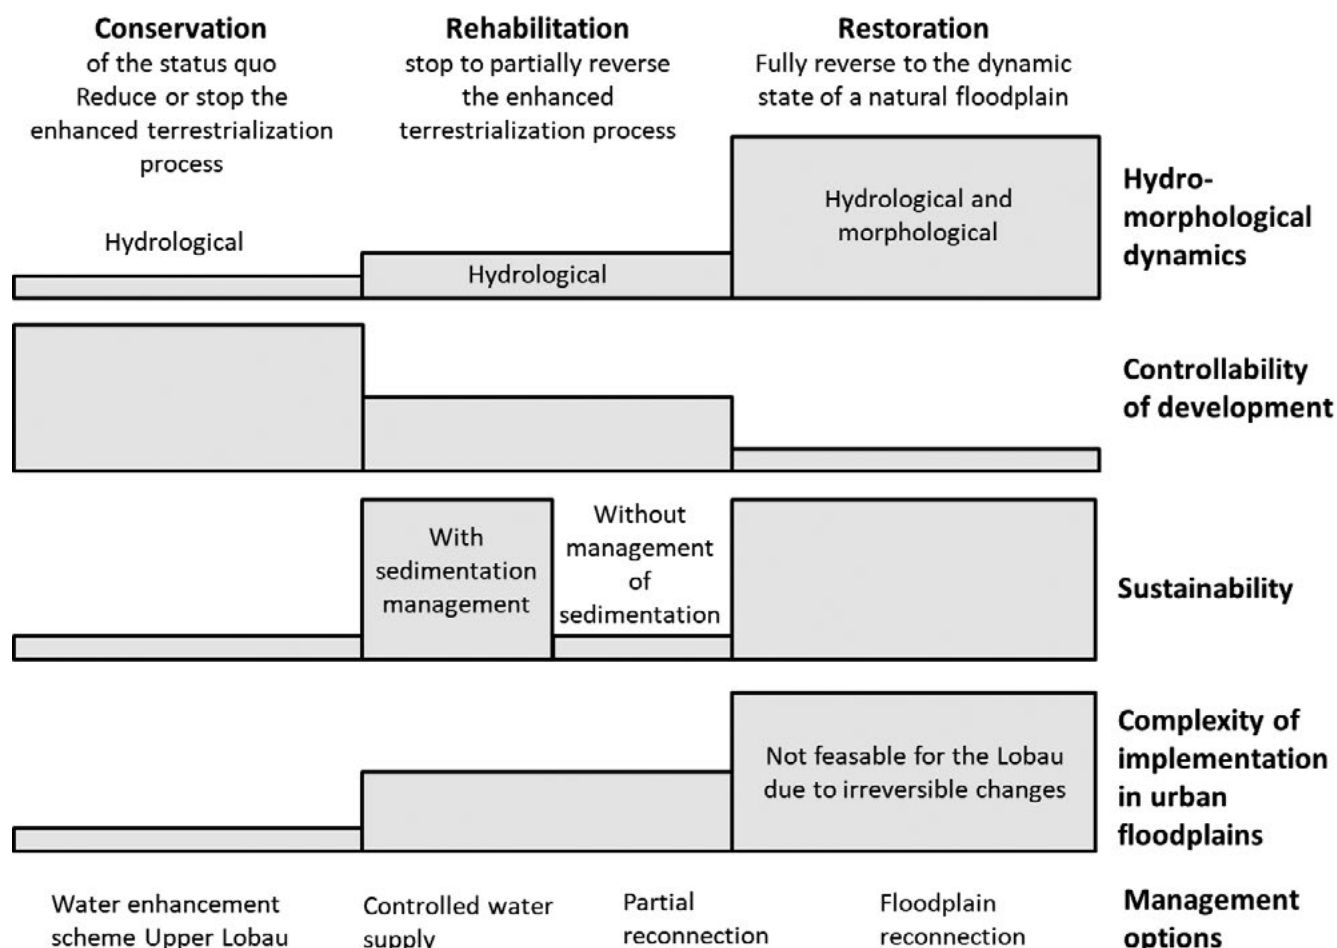 Conservation
of the status quo
Reduce or stop the
enhanced terrestrialization
process
Rehabilitation
stop to partially reverse
the enhanced
terrestrialization process
Restoration
Fully reverse to the dynamic
state of a natural floodplain
Hydrological
Hydrological
Hydrological and
morphological
Hydro-
morphological
dynamics
Controllability
of development
With
sedimentation
management
Without
management
of
sedimentation
Sustainability
Not feasable for the Lobau
due to irreversible changes
Complexity of
implementation
in urban
floodplains
Water enhancement
scheme Upper Lobau
Controlled water
supply
Partial
reconnection
Floodplain
reconnection
Management
options